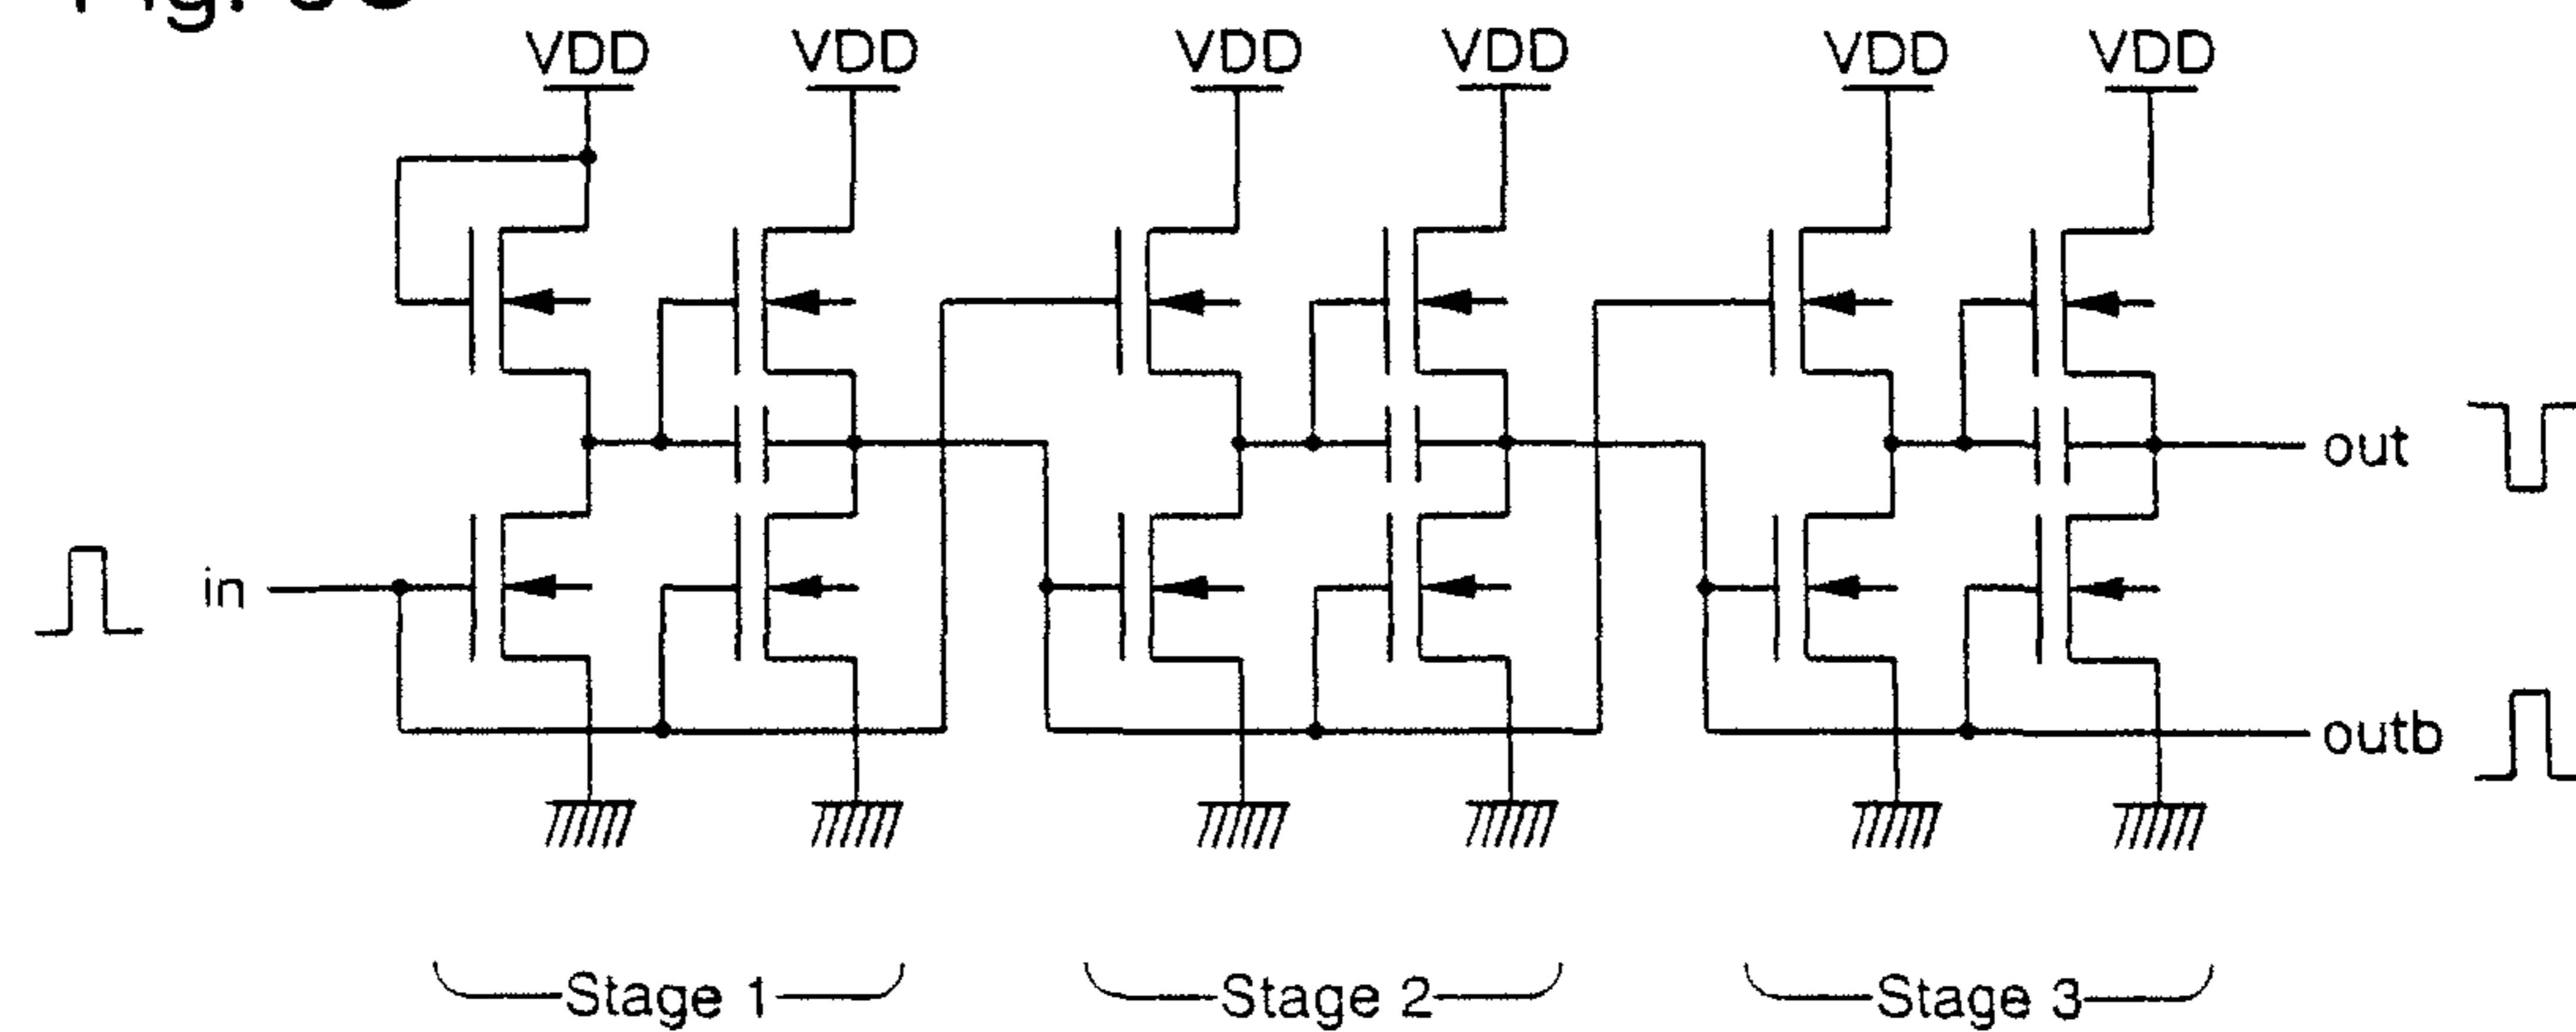 VDD VDD VDD VDD VDD VDD
out
in
outb
Stage 1 Stage 2 Stage 3